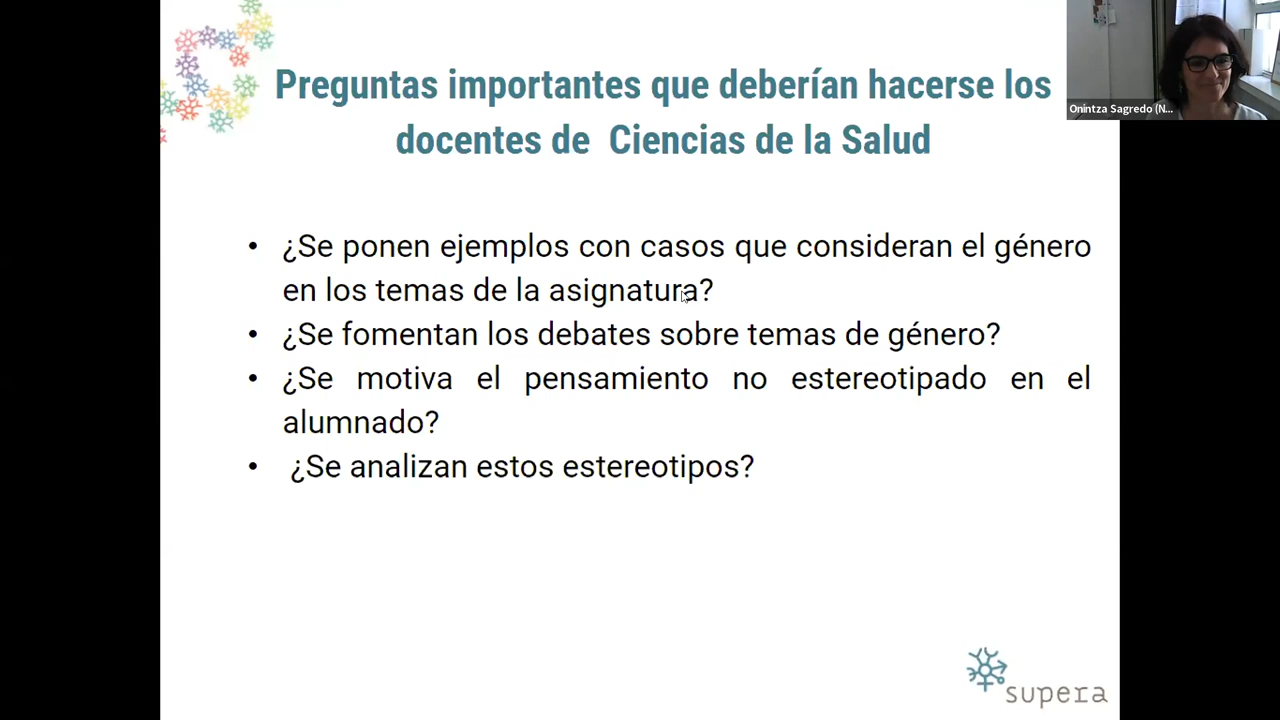 Preguntas importantes que deberían hacerse los
docentes de Ciencias de la Salud
Onintza Sagredo (N...
• ¿Se ponen ejemplos con casos que consideran el género
en los temas de la asignatura?
• ¿Se fomentan los debates sobre temas de género?
• ¿Se motiva el pensamiento no estereotipado en el
alumnado?
• ¿Se analizan estos estereotipos?
supera